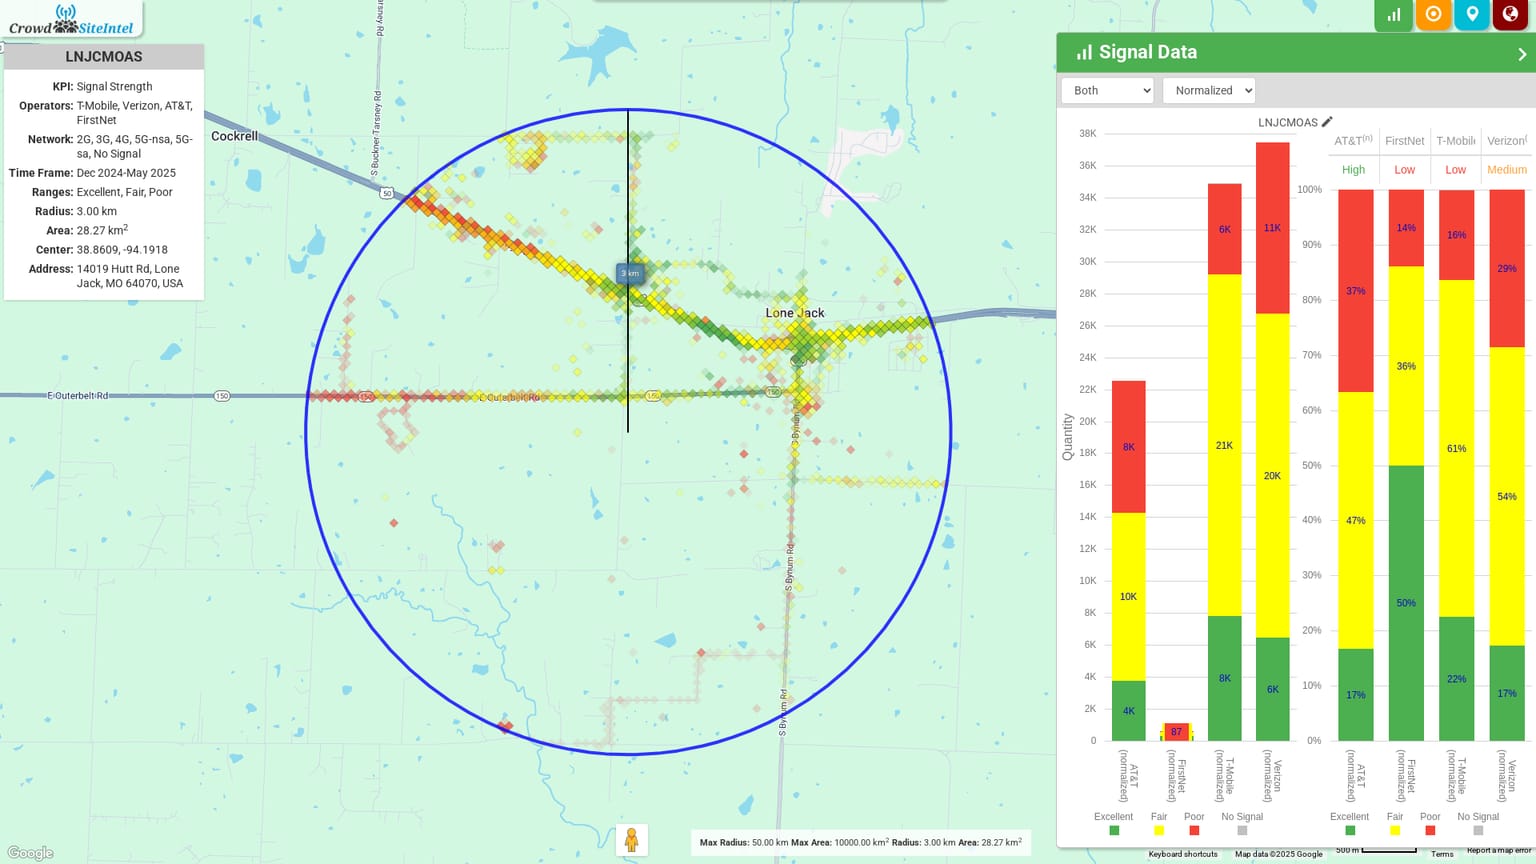 Crowd SiteIntel
LNJCMOAS
KPI: Signal Strength
Operators: T-Mobile, Verizon, AT&T,
FirstNet
Network: 2G, 3G, 4G, 5G-nsa, 5G-
sa, No Signal
Time Frame: Dec 2024-May 2025
Ranges: Excellent, Fair, Poor
Radius: 3.00 km
Area: 28.27 km²
Center: 38.8609, -94.1918
Address: 14019 Hutt Rd, Lone
Jack, MO 64070, USA
Cockrell
S Buckner Tarsney Rd
50
3 km
Lone Jack
E Outerbelt Rd
150
150
E Outerbelt Rd
150
150
S Bynum Rd
S Bynum Rd
Google
Max Radius: 50.00 km Max Area: 10000.00 km² Radius: 3.00 km Area: 28.27 km²
Keyboard shortcuts
Map data ©2025 Google
500 m
Terms
Report a map error
Signal Data
Both
Normalized
LNJCMOAS
Quantity
38K
36K
34K
32K
30K
28K
26K
24K
22K
20K
18K
16K
14K
12K
10K
8K
6K
4K
2K
0
8K
10K
4K
87
6K
21K
8K
11K
20K
6K
AT&T (normalized)
FirstNet (normalized)
T-Mobile (normalized)
Verizon (normalized)
Excellent
Fair
Poor
No Signal
AT&T(n)
FirstNet
T-Mobile
Verizon(
High
Low
Low
Medium
100%
90%
80%
70%
60%
50%
40%
30%
20%
10%
0%
37%
47%
17%
14%
36%
50%
16%
61%
22%
29%
54%
17%
AT&T (normalized)
FirstNet (normalized)
T-Mobile (normalized)
Verizon (normalized)
Excellent
Fair
Poor
No Signal